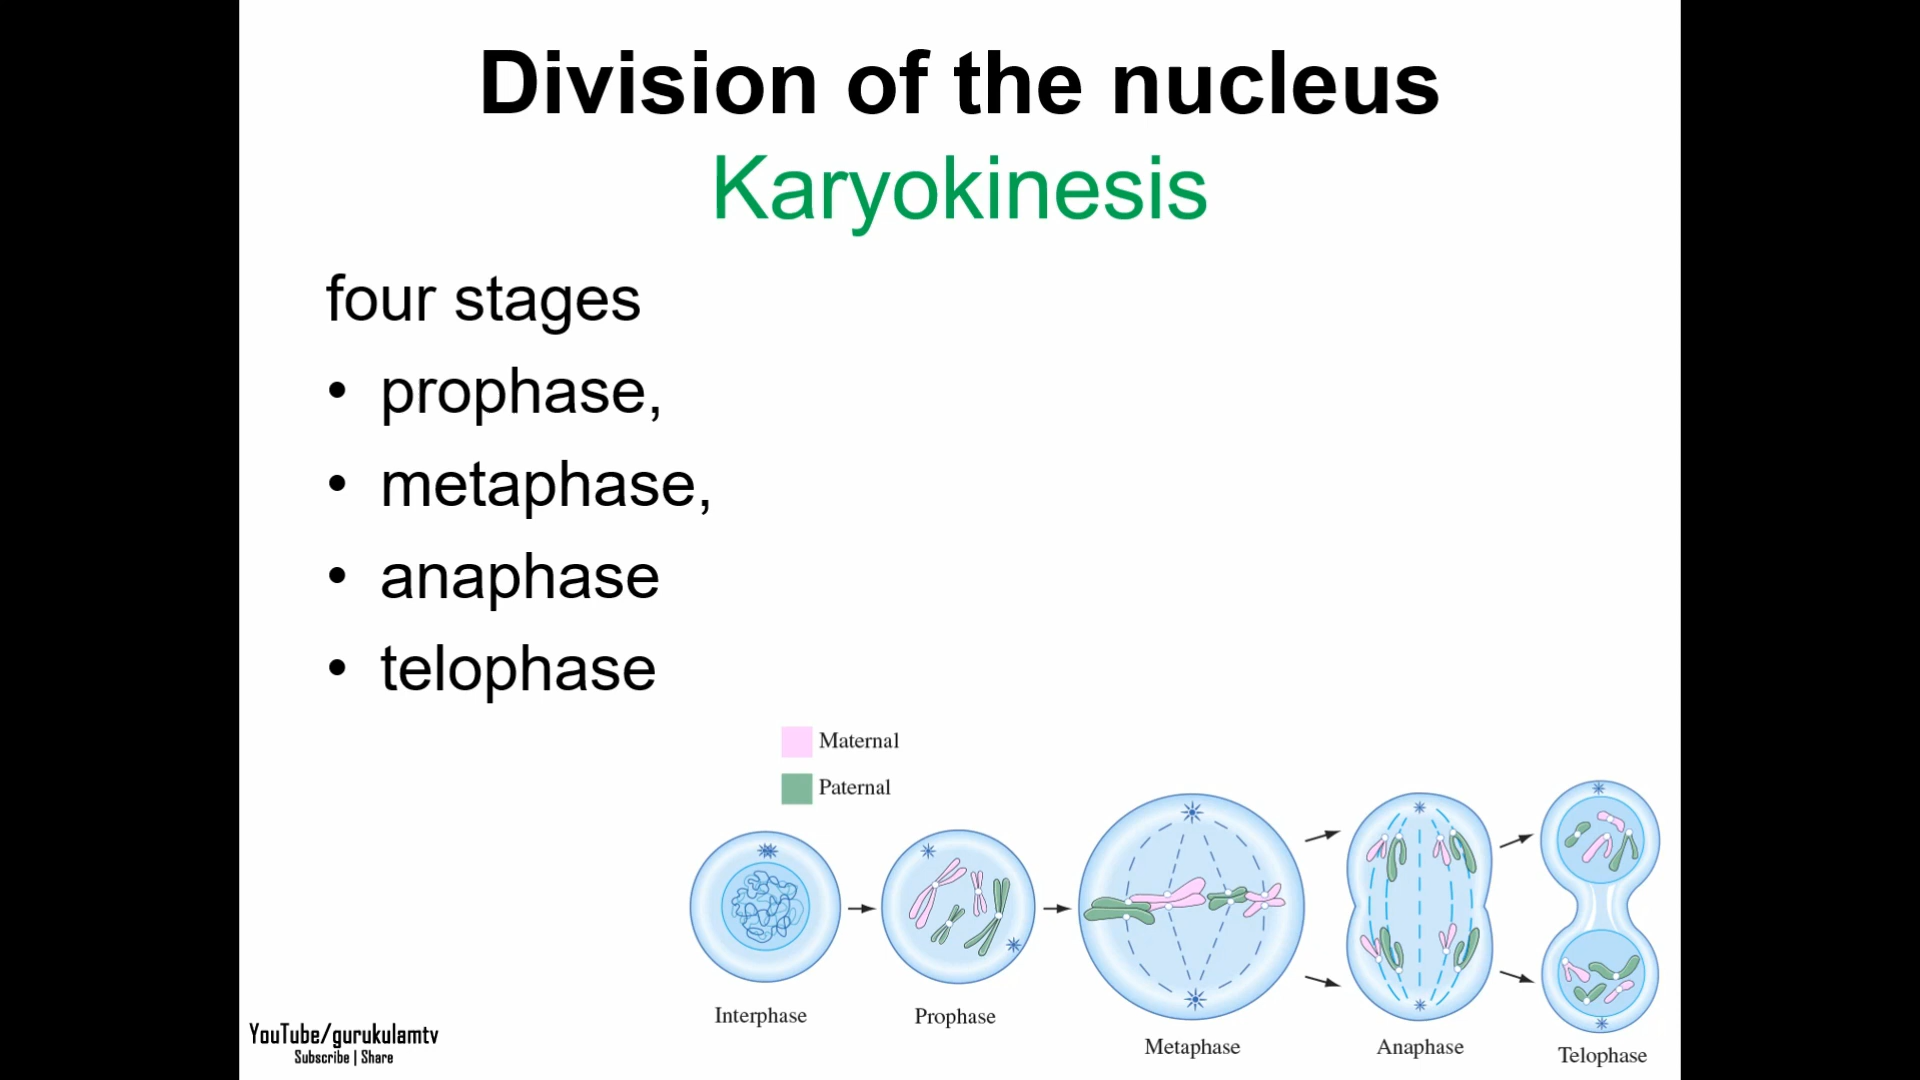 Division of the nucleus
Karyokinesis
four stages
• prophase,
• metaphase,
• anaphase
• telophase
Maternal
Paternal
Interphase
Prophase
Metaphase
Anaphase
Telophase
YouTube/gurukulamtv
Subscribe | Share